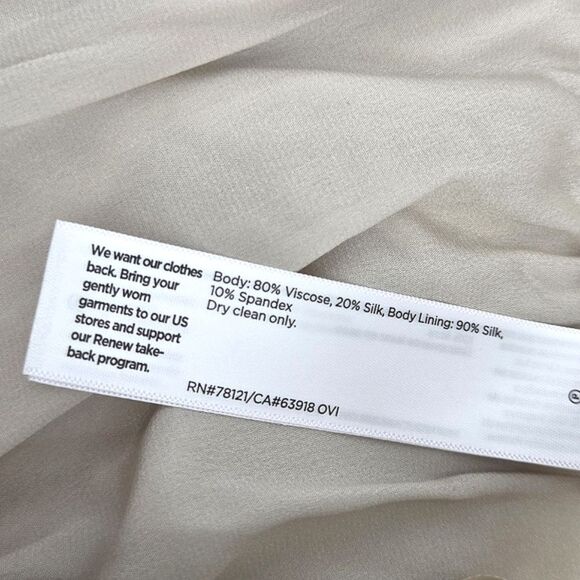 We want our clothes
back. Bring your
gently worn
garments to our US
stores and support
our Renew take-
back program.
Body: 80% Viscose, 20% Silk, Body Lining: 90% Silk,
10% Spandex
Dry clean only.
RN#78121/CA#63918 OVI